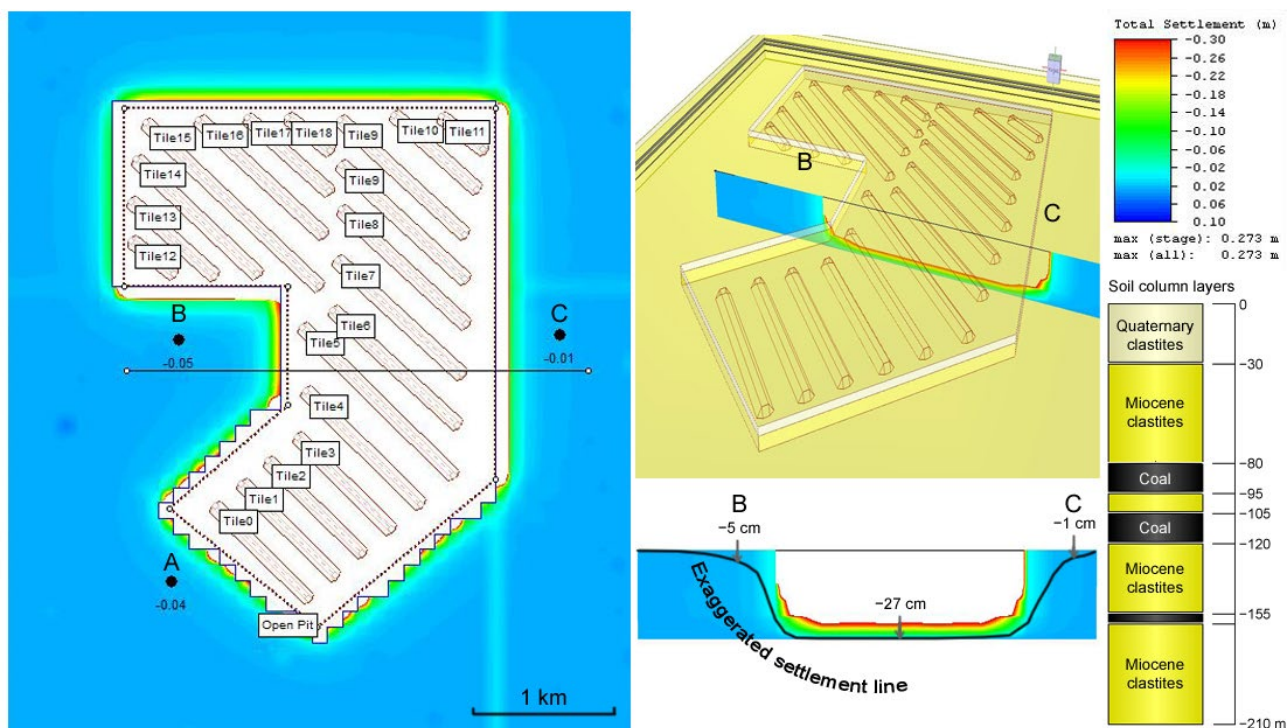 Tile15
Tile16
Tile17
Tile18
Tile9
Tile10
Tile11
Tile14
Tile9
Tile13
Tile8
Tile12
Tile7
Tile6
Tile5
B
-0.05
C
-0.01
Tile4
Tile3
Tile2
Tile1
Tile0
A
-0.04
Open Pit
1 km
B
C
B
C
−5 cm
−1 cm
−27 cm
Exaggerated settlement line
Total Settlement (m)
-0.30
-0.26
-0.22
-0.18
-0.14
-0.10
-0.06
-0.02
0.02
0.06
0.10
max (stage): 0.273 m
max (all): 0.273 m
Soil column layers
0
Quaternary
clastites
−30
Miocene
clastites
−80
Coal
−95
−105
Coal
−120
Miocene
clastites
−155
Miocene
clastites
−210 m